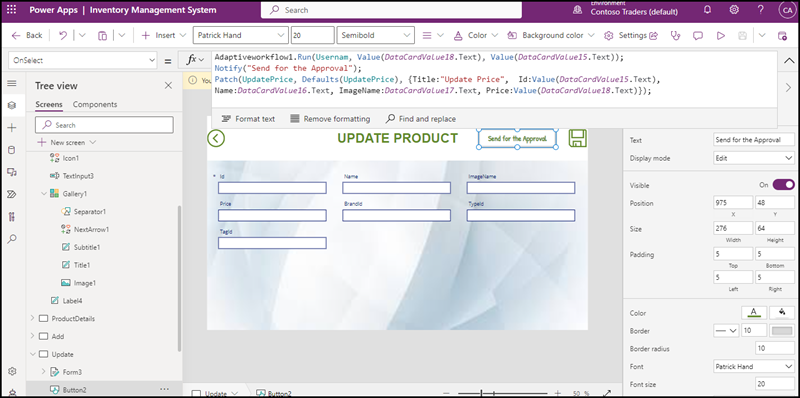 Power Apps | Inventory Management System
Search
Environment
Contoso Traders (default)
CA
Back
Insert
Patrick Hand
20
Semibold
Color
Background color
Settings
OnSelect
=
fx
Adaptiveworkflow1.Run(Usernam, Value(DataCardValue18.Text), Value(DataCardValue15.Text));
Notify("Send for the Approval");
Patch(UpdatePrice, Defaults(UpdatePrice), {Title:"Update Price", Id:Value(DataCardValue15.Text),
Name:DataCardValue16.Text, ImageName:DataCardValue17.Text, Price:Value(DataCardValue18.Text)});
Format text
Remove formatting
Find and replace
Tree view
Screens
Components
Search
New screen
Icon1
TextInput3
Gallery1
Separator1
NextArrow1
Subtitle1
Title1
Image1
Label4
ProductDetails
Add
Update
Form3
Button2
You
UPDATE PRODUCT
Send for the Approval
* Id
Name
ImageName
Price
BrandId
TypeId
TagId
Update
Button2
50 %
Text
Send for the Approval
Display mode
Edit
Visible
On
Position
975
48
X
Y
Size
276
64
Width
Height
Padding
5
5
Top
Bottom
5
5
Left
Right
Color
A
Border
10
Border radius
10
Font
Patrick Hand
Font size
20